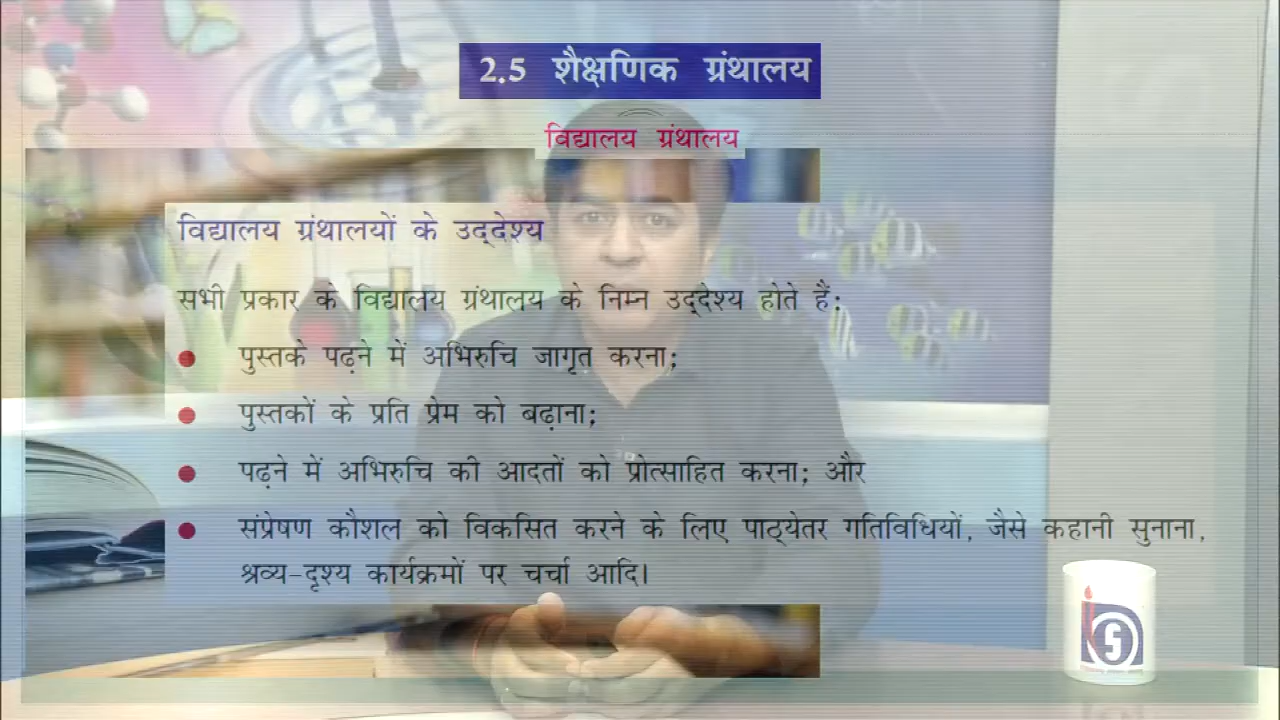 2.5 शैक्षणिक ग्रंथालय
विद्यालय ग्रंथालय
विद्यालय ग्रंथालयों के उद्देश्य
सभी प्रकार के विद्यालय ग्रंथालय के निम्न उद्देश्य होते हैं:
● पुस्तके पढ़ने में अभिरुचि जागृत करना;
● पुस्तकों के प्रति प्रेम को बढ़ाना;
● पढ़ने में अभिरुचि की आदतों को प्रोत्साहित करना; और
● संप्रेषण कौशल को विकसित करने के लिए पाठ्येतर गतिविधियों, जैसे कहानी सुनाना,
श्रव्य-दृश्य कार्यक्रमों पर चर्चा आदि।